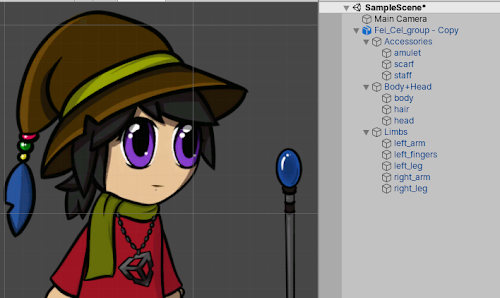 SampleScene*
Main Camera
Fei_Cel_group - Copy
Accessories
amulet
scarf
staff
Body+Head
body
hair
head
Limbs
left_arm
left_fingers
left_leg
right_arm
right_leg